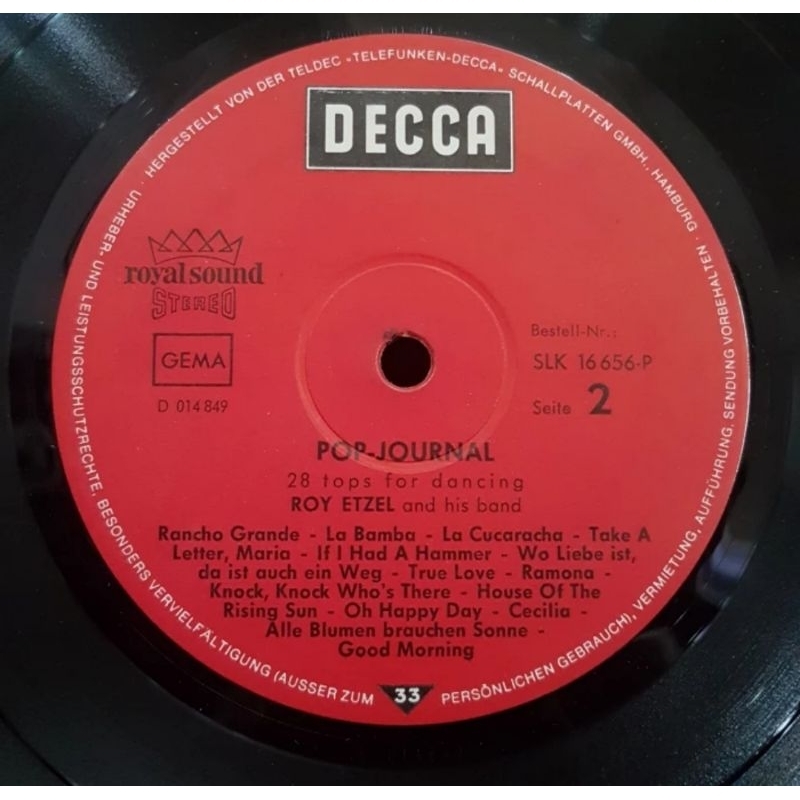 HERGESTELLT VON DER TELDEC »TELEFUNKEN-DECCA« SCHALLPLATTEN GMBH., HAMBURG ·
DECCA
royal sound
STEREO
GEMA
D 014 849
Bestell-Nr.:
SLK 16 656-P
Seite 2
POP-JOURNAL
28 tops for dancing
ROY ETZEL and his band
Rancho Grande - La Bamba - La Cucaracha - Take A
Letter, Maria - If I Had A Hammer - Wo Liebe ist,
da ist auch ein Weg - True Love - Ramona -
Knock, Knock Who's There - House Of The
Rising Sun - Oh Happy Day - Cecilia -
Alle Blumen brauchen Sonne -
Good Morning
URHEBER- UND LEISTUNGSSCHUTZRECHTE, BESONDERS VERVIELFÄLTIGUNG (AUSSER ZUM
33
PERSÖNLICHEN GEBRAUCH), VERMIETUNG, AUFFÜHRUNG, SENDUNG VORBEHALTEN ·